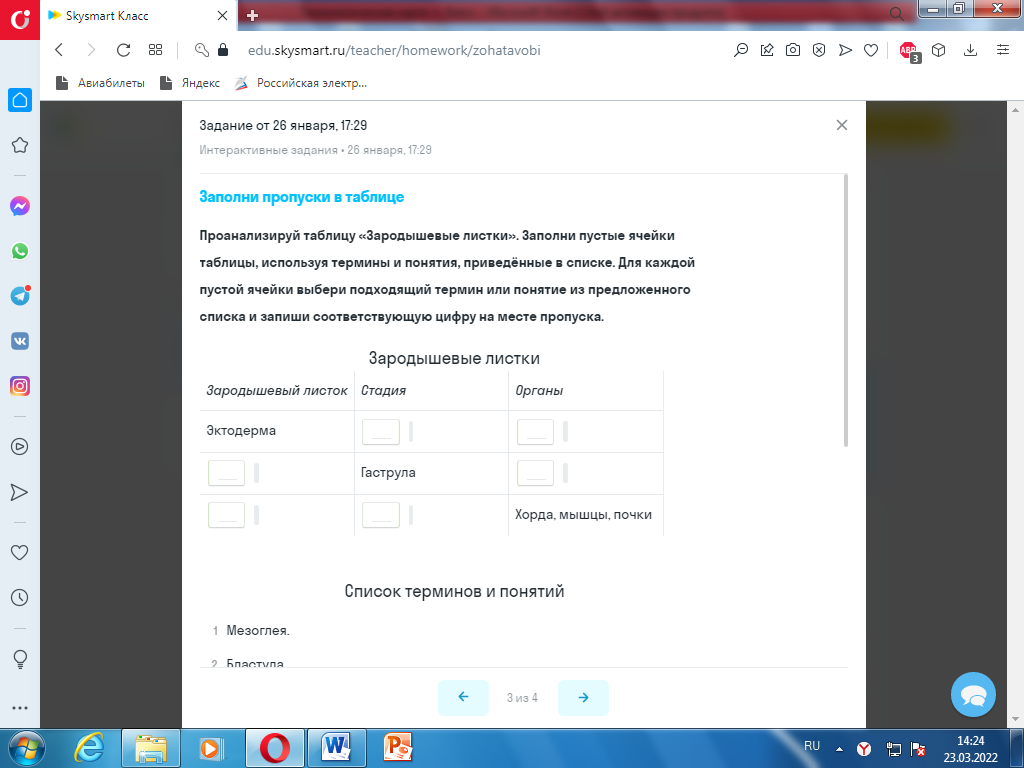 Skysmart Класс
edu.skysmart.ru/teacher/homework/zohatavobi
ABP
3
Авиабилеты
Яндекс
Российская электр...
Задание от 26 января, 17:29
Интерактивные задания • 26 января, 17:29
Заполни пропуски в таблице
Проанализируй таблицу «Зародышевые листки». Заполни пустые ячейки
таблицы, используя термины и понятия, приведённые в списке. Для каждой
пустой ячейки выбери подходящий термин или понятие из предложенного
списка и запиши соответствующую цифру на месте пропуска.
Зародышевые листки
Зародышевый листок Стадия Органы
Эктодерма
Гаструла
Хорда, мышцы, почки
Список терминов и понятий
1 Мезоглея.
2 Бластула
3 из 4
RU
14:24
23.03.2022